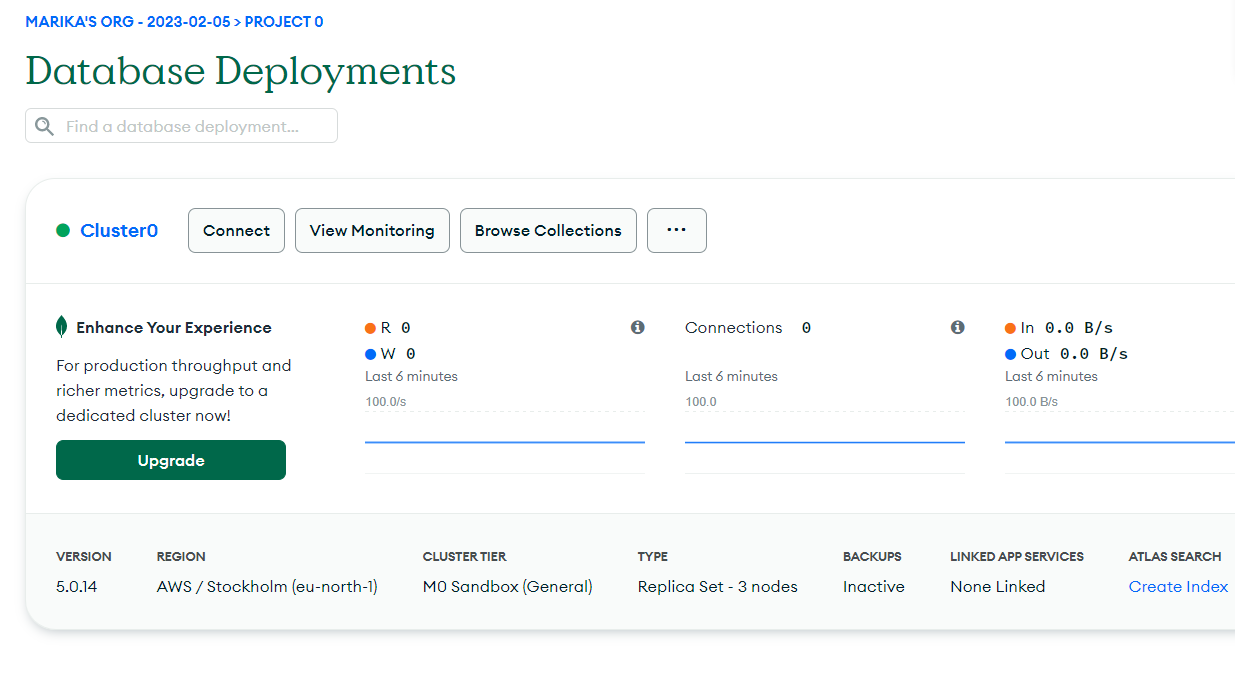 MARIKA'S ORG - 2023-02-05 > PROJECT 0
Database Deployments
Find a database deployment...
Cluster0
Connect
View Monitoring
Browse Collections
...
Enhance Your Experience
For production throughput and
richer metrics, upgrade to a
dedicated cluster now!
Upgrade
R 0
W 0
Last 6 minutes
100.0/s
Connections 0
Last 6 minutes
100.0
In 0.0 B/s
Out 0.0 B/s
Last 6 minutes
100.0 B/s
VERSION
5.0.14
REGION
AWS / Stockholm (eu-north-1)
CLUSTER TIER
M0 Sandbox (General)
TYPE
Replica Set - 3 nodes
BACKUPS
Inactive
LINKED APP SERVICES
None Linked
ATLAS SEARCH
Create Index